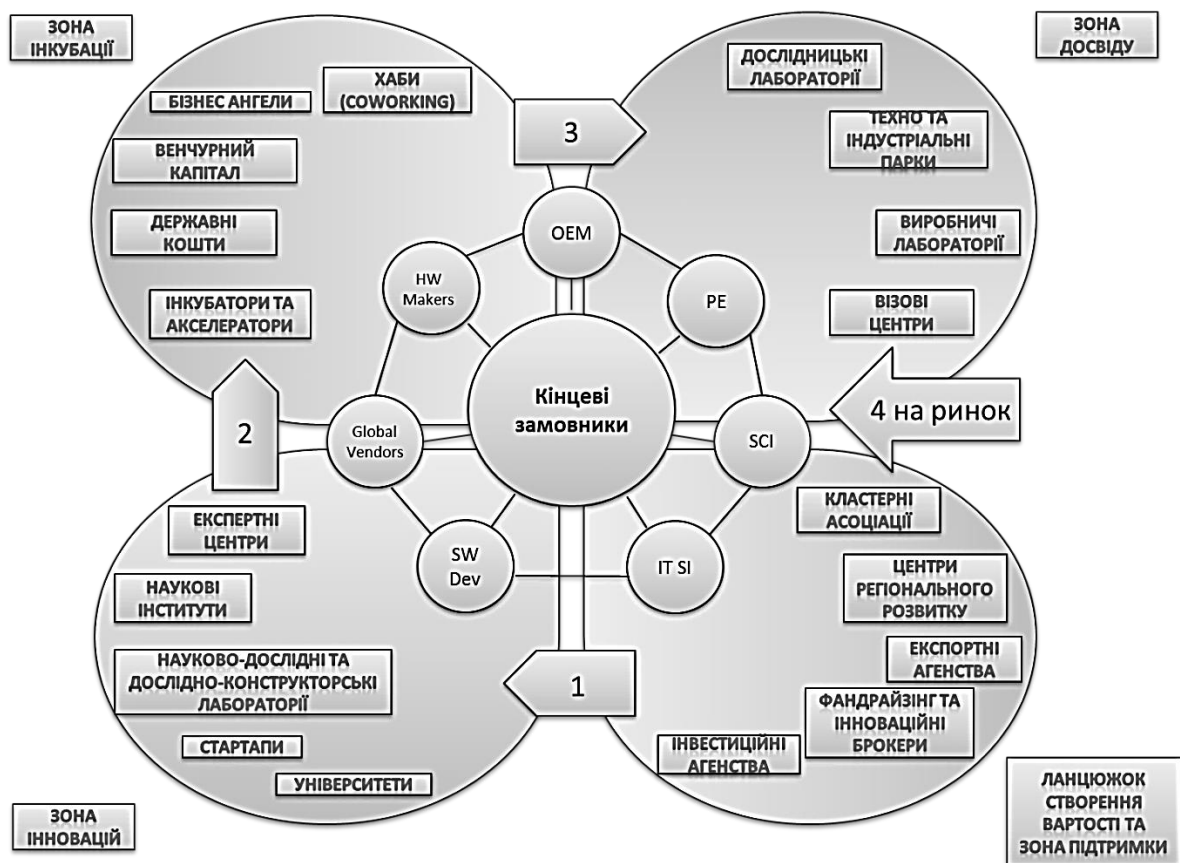 ЗОНА
ІНКУБАЦІЇ
ЗОНА
ДОСВІДУ
ХАБИ
(COWORKING)
БІЗНЕС АНГЕЛИ
ВЕНЧУРНИЙ
КАПІТАЛ
ДЕРЖАВНІ
КОШТИ
ІНКУБАТОРИ ТА
АКСЕЛЕРАТОРИ
3
ДОСЛІДНИЦЬКІ
ЛАБОРАТОРІЇ
ТЕХНО ТА
ІНДУСТРІАЛЬНІ
ПАРКИ
ВИРОБНИЧІ
ЛАБОРАТОРІЇ
ВІЗОВІ
ЦЕНТРИ
OEM
HW
Makers
PE
Кінцеві
замовники
Global
Vendors
SCI
SW
Dev
IT SI
2
4 на ринок
ЕКСПЕРТНІ
ЦЕНТРИ
НАУКОВІ
ІНСТИТУТИ
НАУКОВО-ДОСЛІДНІ ТА
ДОСЛІДНО-КОНСТРУКТОРСЬКІ
ЛАБОРАТОРІЇ
СТАРТАПИ
УНІВЕРСИТЕТИ
1
КЛАСТЕРНІ
АСОЦІАЦІЇ
ЦЕНТРИ
РЕГІОНАЛЬНОГО
РОЗВИТКУ
ЕКСПОРТНІ
АГЕНСТВА
ФАНДРАЙЗІНГ ТА
ІННОВАЦІЙНІ
БРОКЕРИ
ІНВЕСТИЦІЙНІ
АГЕНСТВА
ЗОНА
ІННОВАЦІЙ
ЛАНЦЮЖОК
СТВОРЕННЯ
ВАРТОСТІ ТА
ЗОНА ПІДТРИМКИ